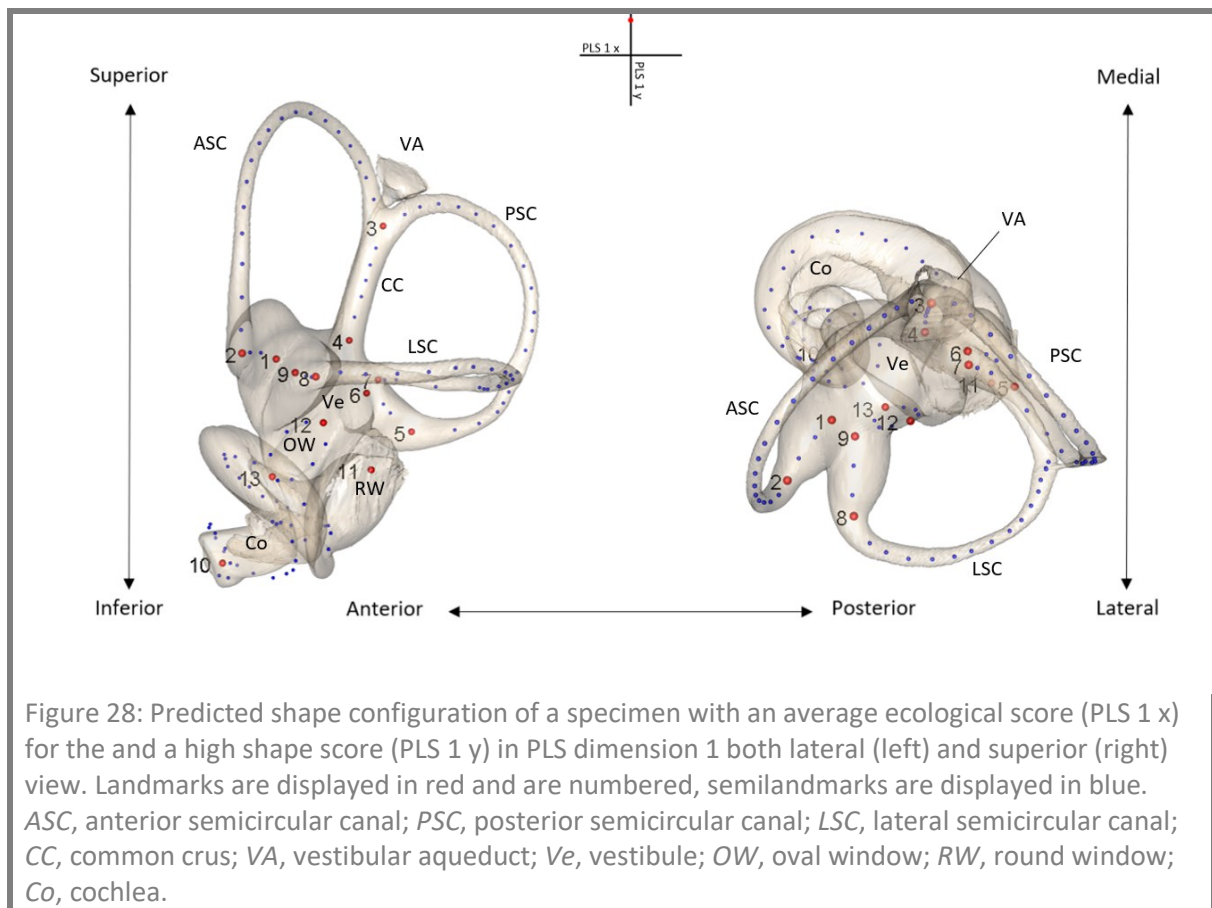 PLS 1 x
PLS 1 y
Superior
Medial
ASC
VA
PSC
3
CC
4
LSC
2
1
9
8
7
6
Ve
12
OW
5
11
RW
13
Co
10
VA
Co
3
4
10
Ve
6
7
11
5
PSC
ASC
1
13
12
9
2
8
LSC
Inferior
Anterior
Posterior
Lateral
Figure 28: Predicted shape configuration of a specimen with an average ecological score (PLS 1 x)
for the and a high shape score (PLS 1 y) in PLS dimension 1 both lateral (left) and superior (right)
view. Landmarks are displayed in red and are numbered, semilandmarks are displayed in blue.
ASC, anterior semicircular canal; PSC, posterior semicircular canal; LSC, lateral semicircular canal;
CC, common crus; VA, vestibular aqueduct; Ve, vestibule; OW, oval window; RW, round window;
Co, cochlea.